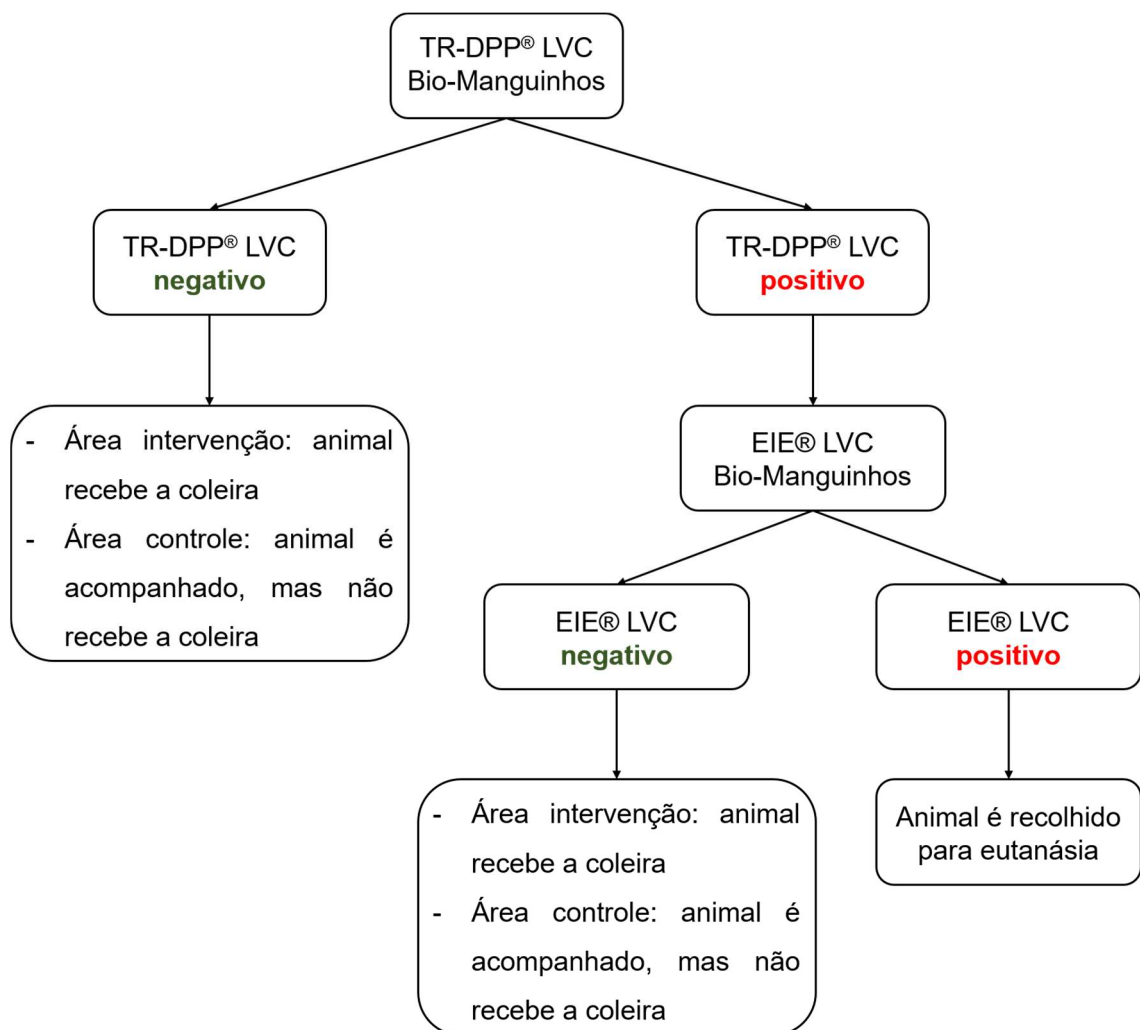 TR-DPP® LVC
Bio-Manguinhos
TR-DPP® LVC
negativo
TR-DPP® LVC
positivo
- Área intervenção: animal
recebe a coleira
- Área controle: animal é
acompanhado, mas não
recebe a coleira
EIE® LVC
Bio-Manguinhos
EIE® LVC
negativo
EIE® LVC
positivo
- Área intervenção: animal
recebe a coleira
- Área controle: animal é
acompanhado, mas não
recebe a coleira
Animal é recolhido
para eutanásia